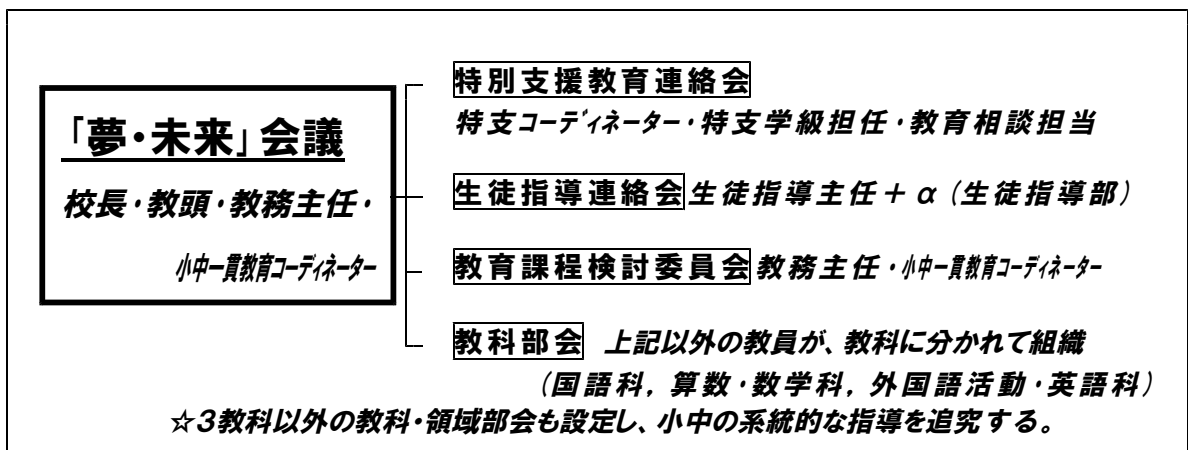 「夢・未来」会議
校長・教頭・教務主任・
小中一貫教育コーディネーター
特別支援教育連絡会
特支コーディネーター・特支学級担任・教育相談担当
生徒指導連絡会 生徒指導主任+α(生徒指導部)
教育課程検討委員会 教務主任・小中一貫教育コーディネーター
教科部会 上記以外の教員が、教科に分かれて組織
(国語科,算数・数学科,外国語活動・英語科)
☆3教科以外の教科・領域部会も設定し、小中の系統的な指導を追究する。